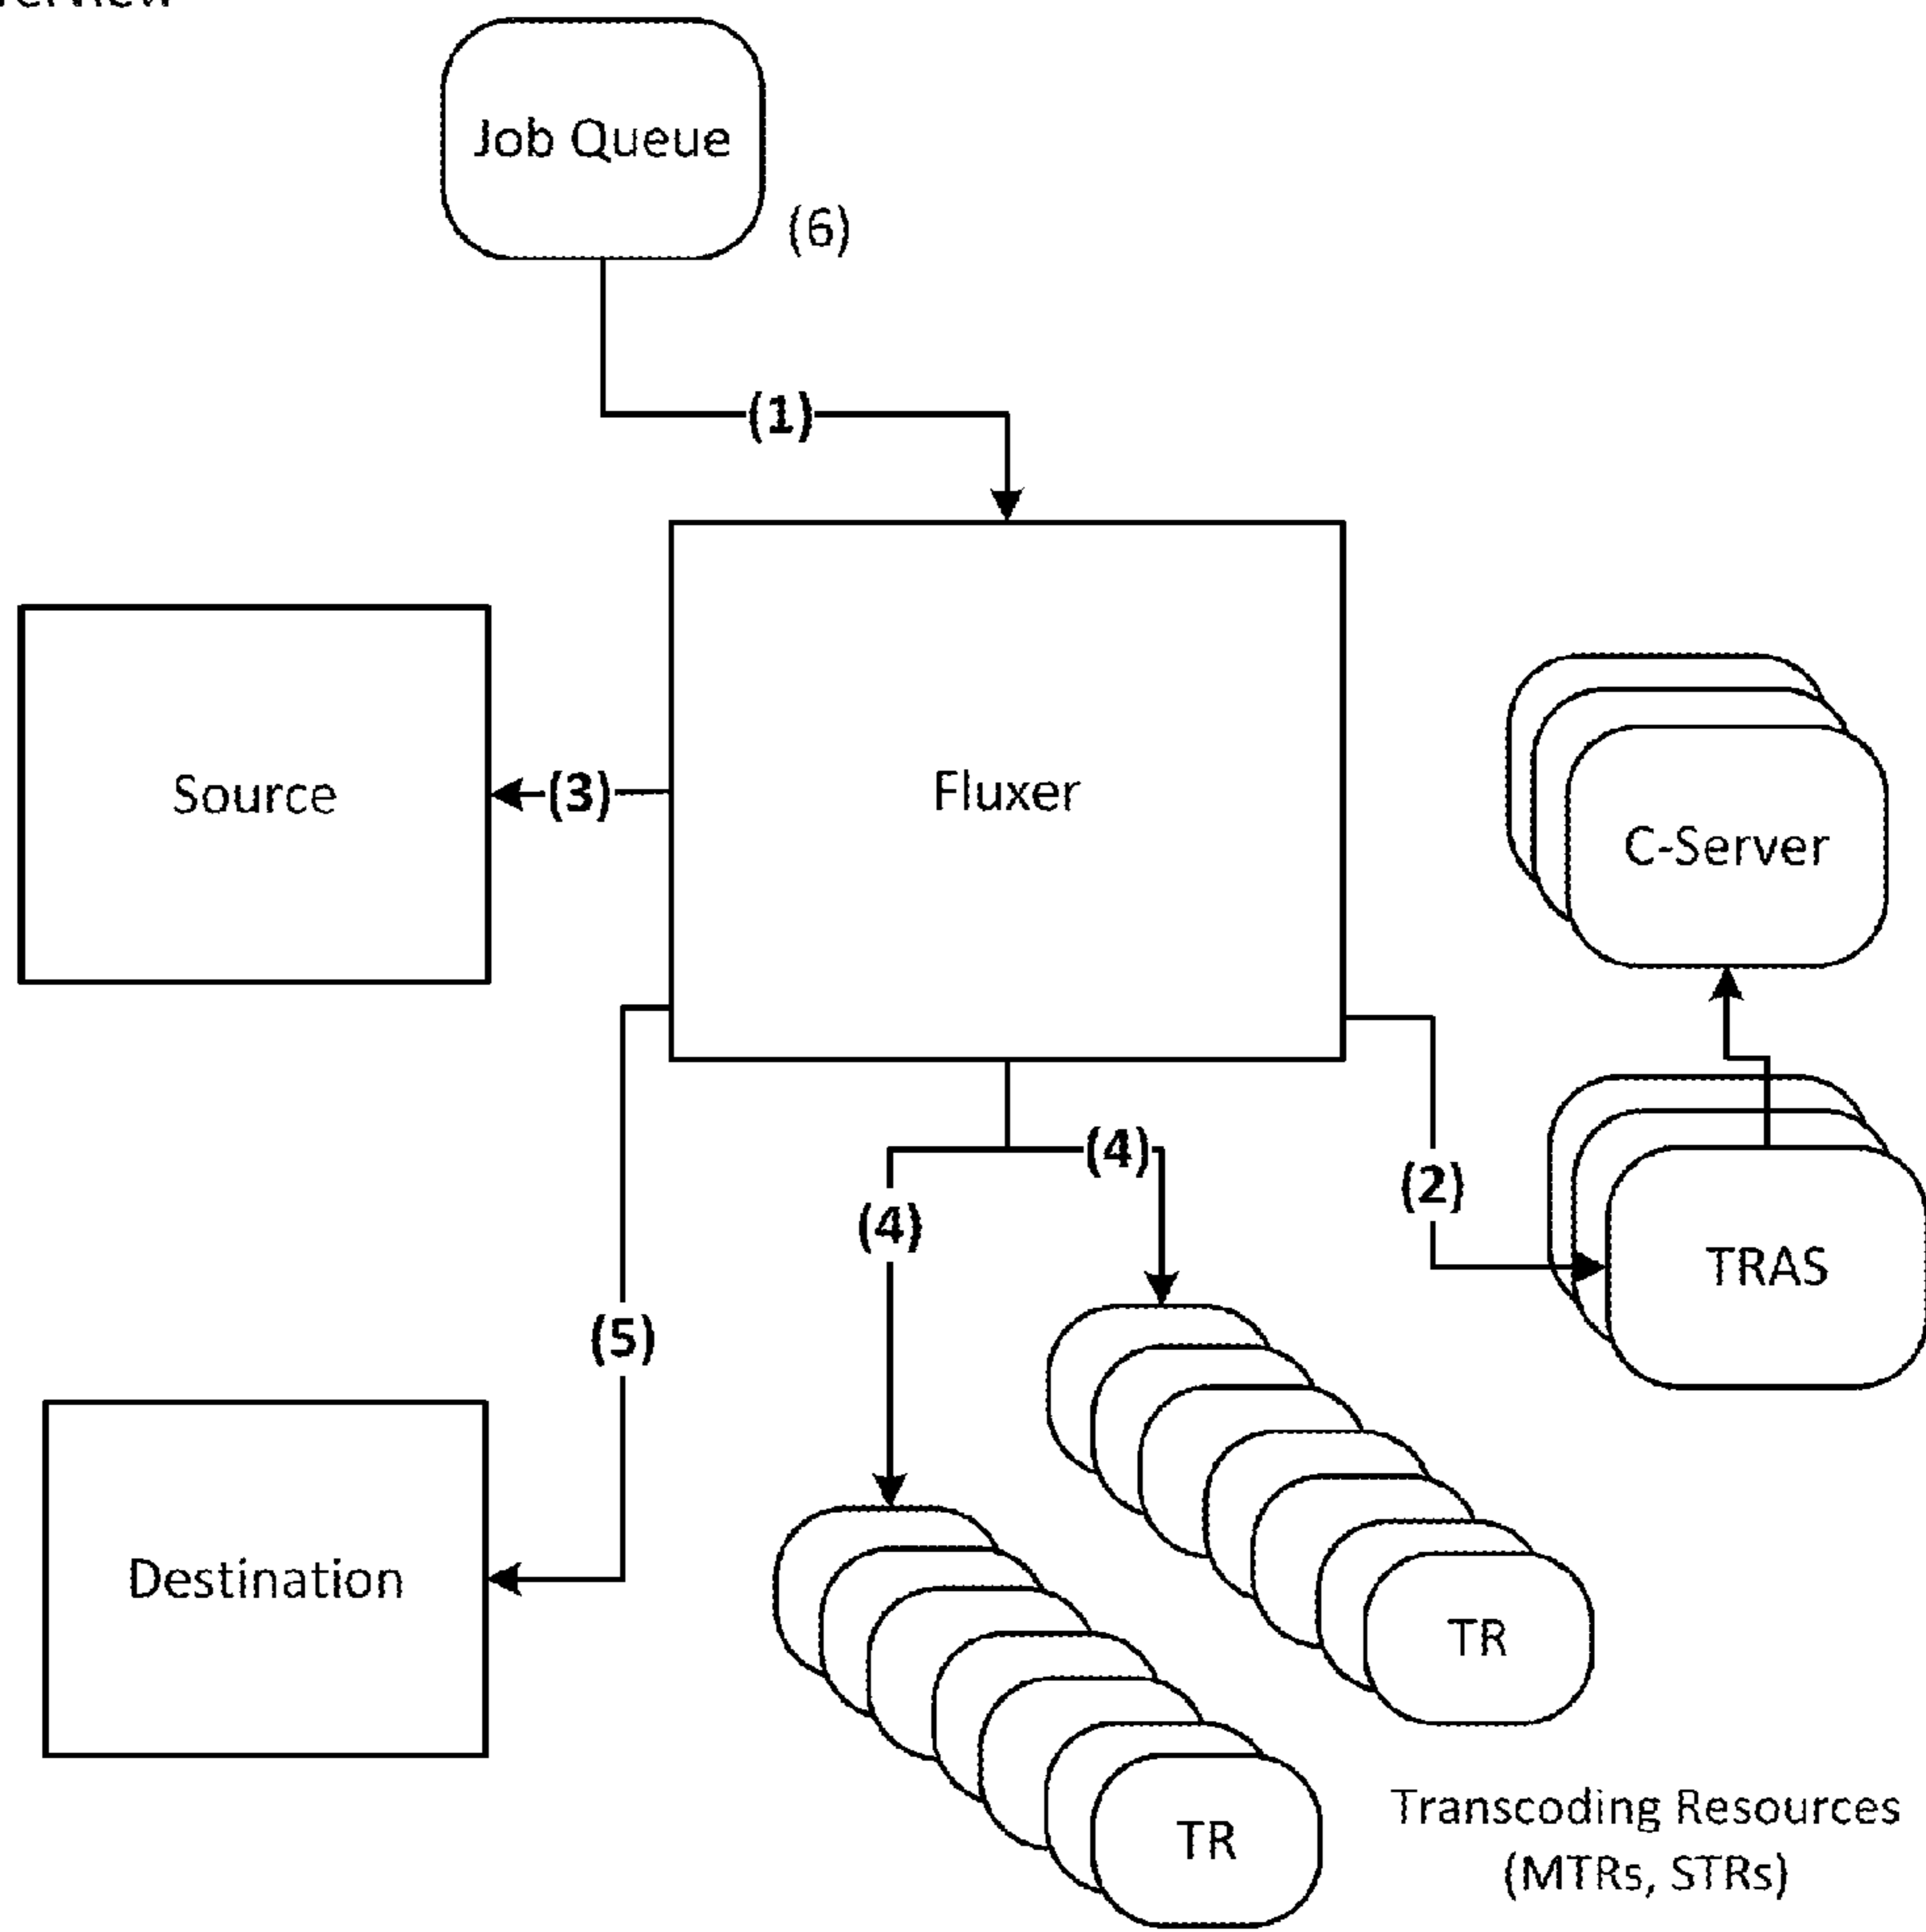 Job Queue
(6)
(1)
Source
(3)
Fluxer
C-Server
(4)
(4)
(2)
TRAS
(5)
Destination
TR
TR
Transcoding Resources
(MTRs, STRs)